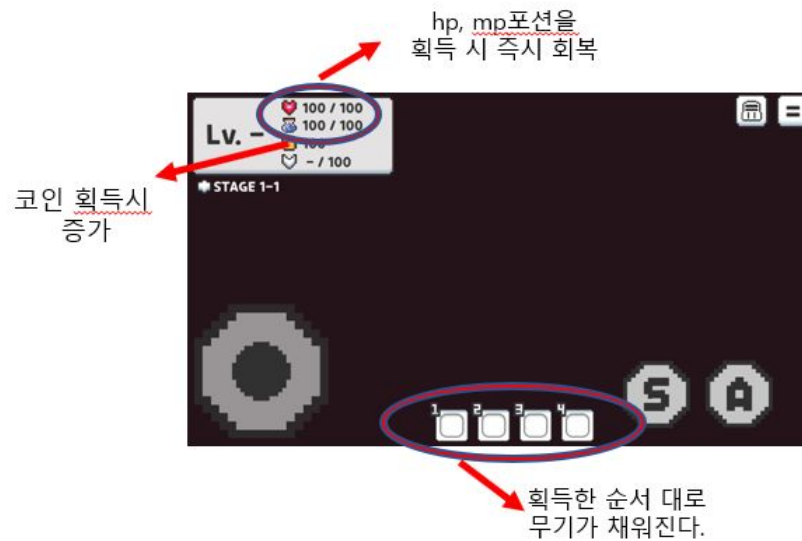 hp, mp포션을
획득 시 즉시 회복
Lv. -
100 / 100
100 / 100
100
- / 100
STAGE 1-1
코인 획득시
증가
S
A
1
2
3
4
획득한 순서 대로
무기가 채워진다.